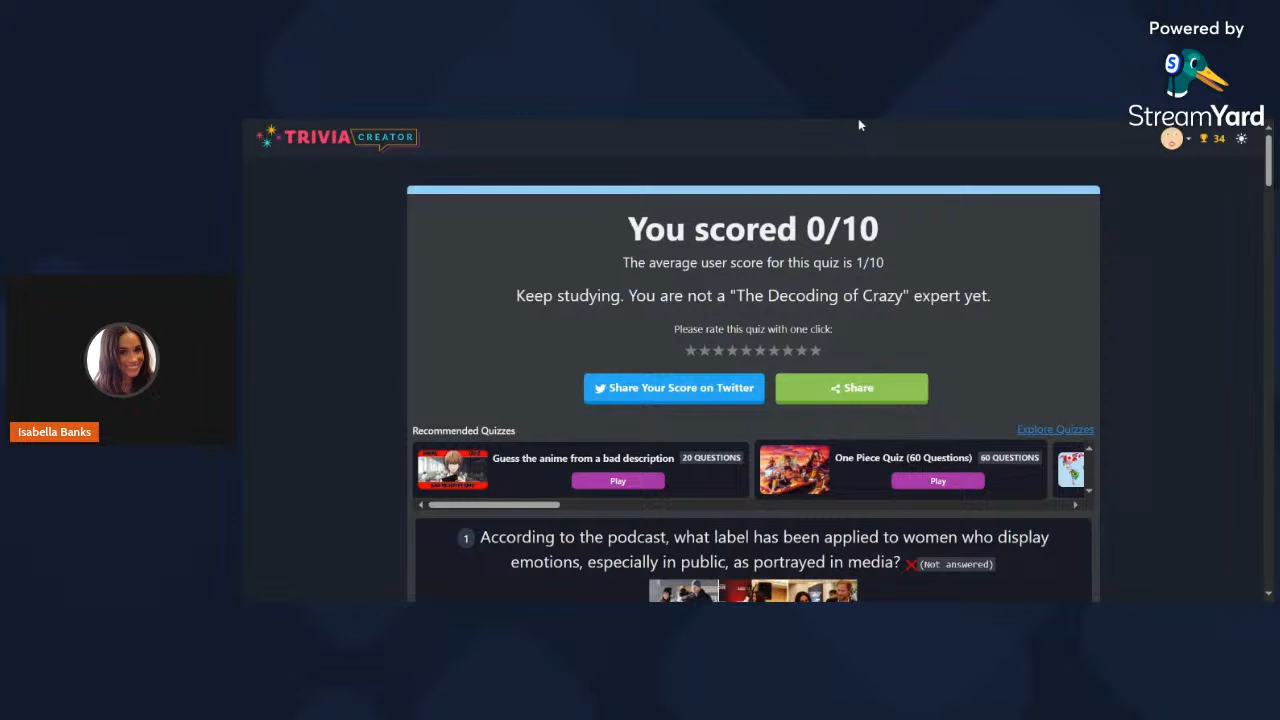 Powered by
S
StreamYard
TRIVIA CREATOR
34
You scored 0/10
The average user score for this quiz is 1/10
Keep studying. You are not a "The Decoding of Crazy" expert yet.
Please rate this quiz with one click:
Share Your Score on Twitter
Share
Isabella Banks
Recommended Quizzes
Explore Quizzes
Guess the anime from a bad description 20 QUESTIONS
Play
One Piece Quiz (60 Questions) 60 QUESTIONS
Play
1 According to the podcast, what label has been applied to women who display
emotions, especially in public, as portrayed in media? (Not answered)